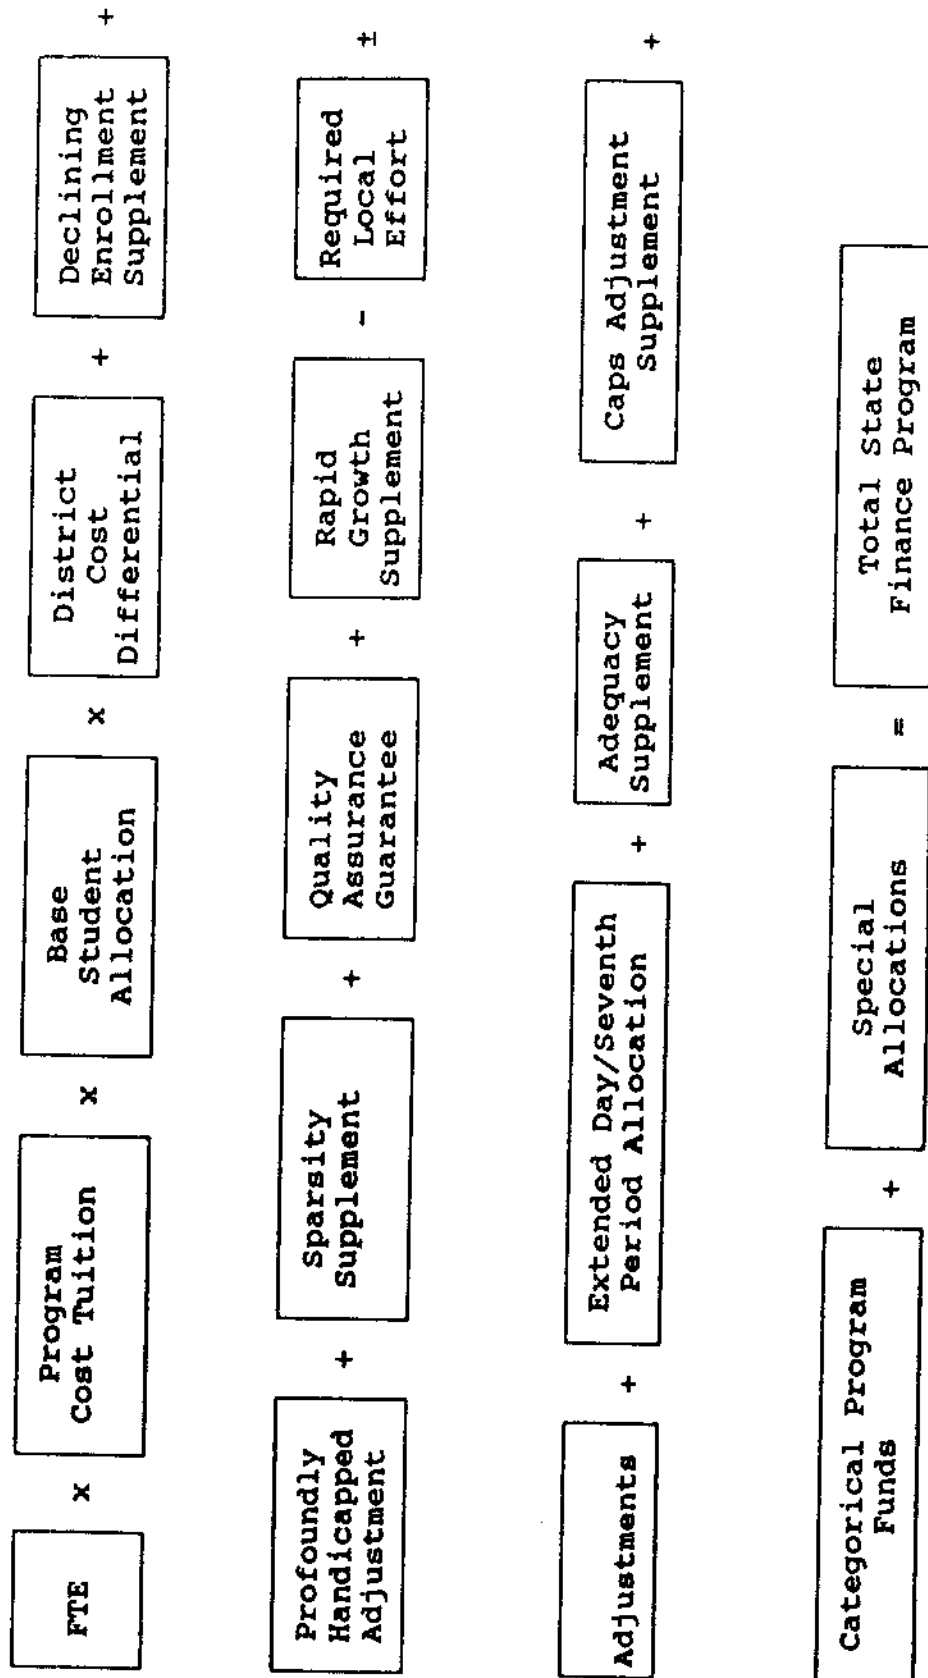 FTE
x
Program
Cost Tuition
x
Base
Student
Allocation
x
District
Cost
Differential
+
Declining
Enrollment
Supplement
+
Profoundly
Handicapped
Adjustment
+
Sparsity
Supplement
+
Quality
Assurance
Guarantee
+
Rapid
Growth
Supplement
-
Required
Local
Effort
±
Adjustments
+
Extended Day/Seventh
Period Allocation
+
Adequacy
Supplement
+
Caps Adjustment
Supplement
+
Categorical Program
Funds
+
Special
Allocations
=
Total State
Finance Program